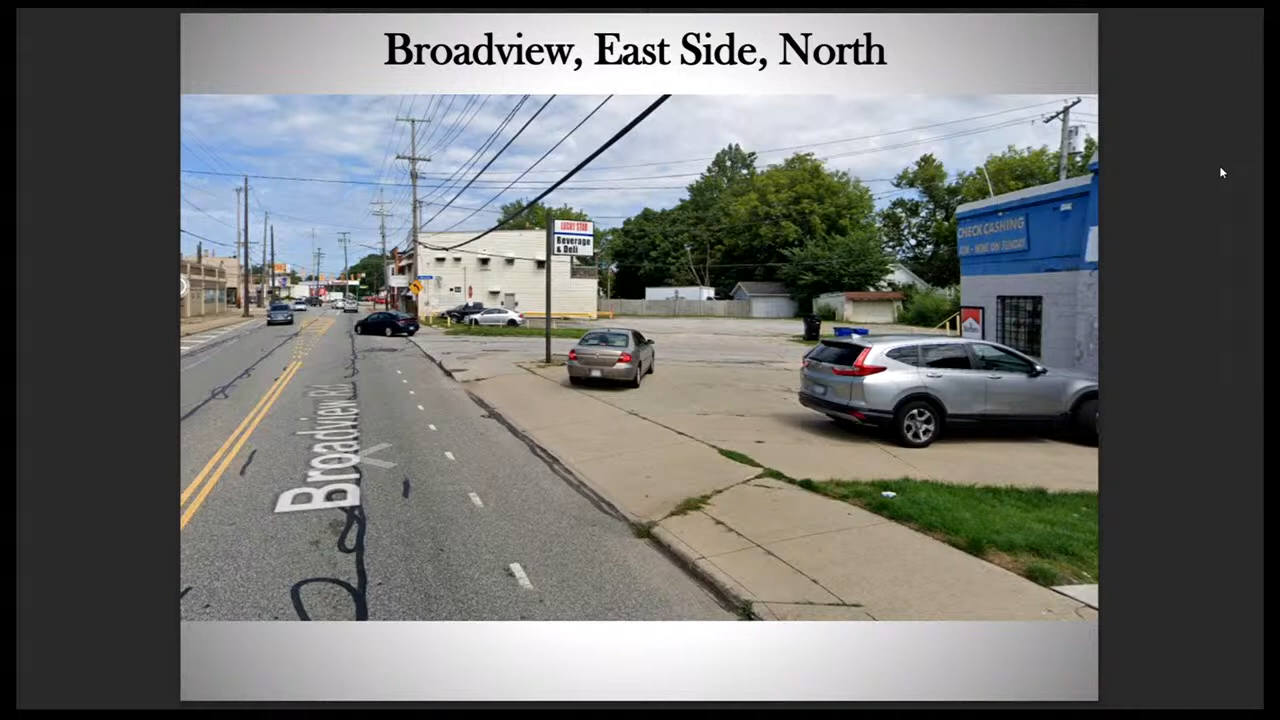 Broadview, East Side, North
LUCKY STAR
Beverage
& Deli
CHECK CASHING
Broadview Rd